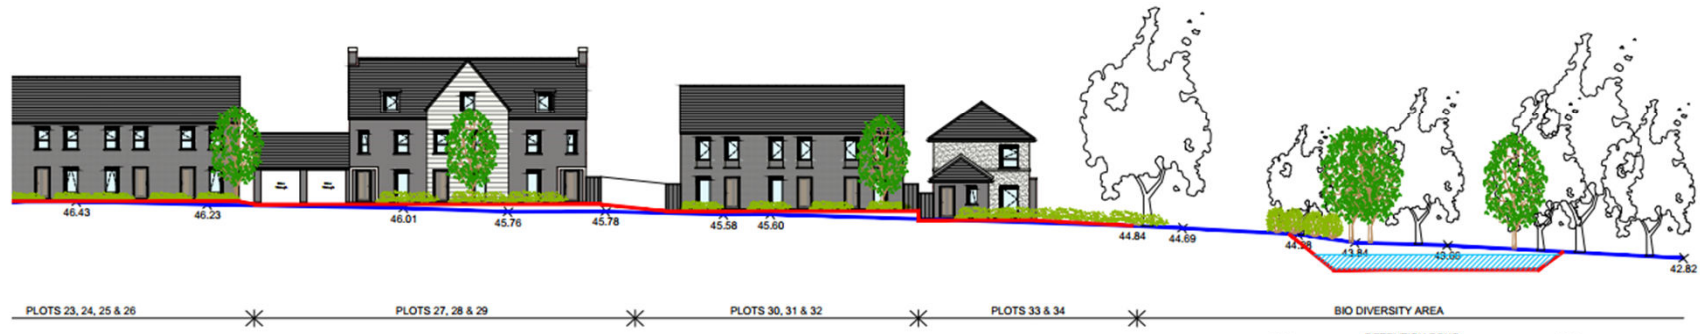 46.43
46.23
46.01
45.76
45.78
45.58
45.60
44.84
44.69
43.84
42.82
PLOTS 23, 24, 25 & 26
PLOTS 27, 28 & 29
PLOTS 30, 31 & 32
PLOTS 33 & 34
BIO DIVERSITY AREA